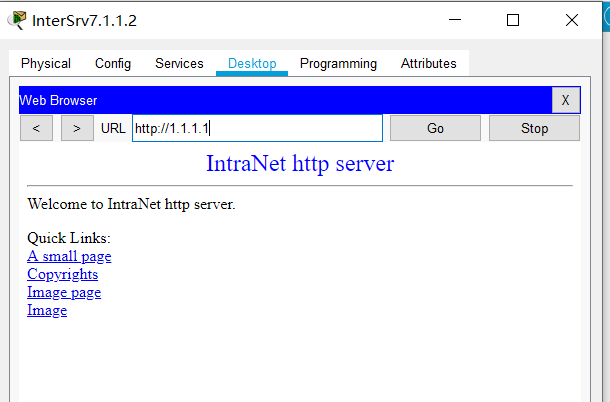 InterSrv7.1.1.2
Physical Config Services Desktop Programming Attributes
Web Browser X
< > URL http://1.1.1.1 Go Stop
IntraNet http server
Welcome to IntraNet http server.
Quick Links:
A small page
Copyrights
Image page
Image